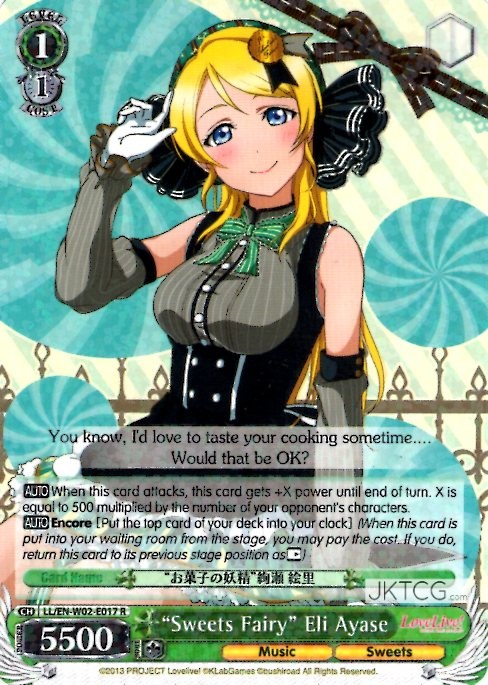 LEVEL
1
1
COST
You know, I'd love to taste your cooking sometime....
Would that be OK?
AUTO When this card attacks, this card gets +X power until end of turn. X is
equal to 500 multiplied by the number of your opponent's characters.
AUTO Encore [Put the top card of your deck into your clock] (When this card is
put into your waiting room from the stage, you may pay the cost. If you do,
return this card to its previous stage position as
Card Name
"お菓子の妖精"絢瀬 絵里
JKTCG.com
CH LL/EN-W02-E017 R
POWER 5500
"Sweets Fairy" Eli Ayase
LoveLive!
Music Sweets
©2013 PROJECT Lovelive! ©KLabGames ©bushiroad All Rights Reserved.